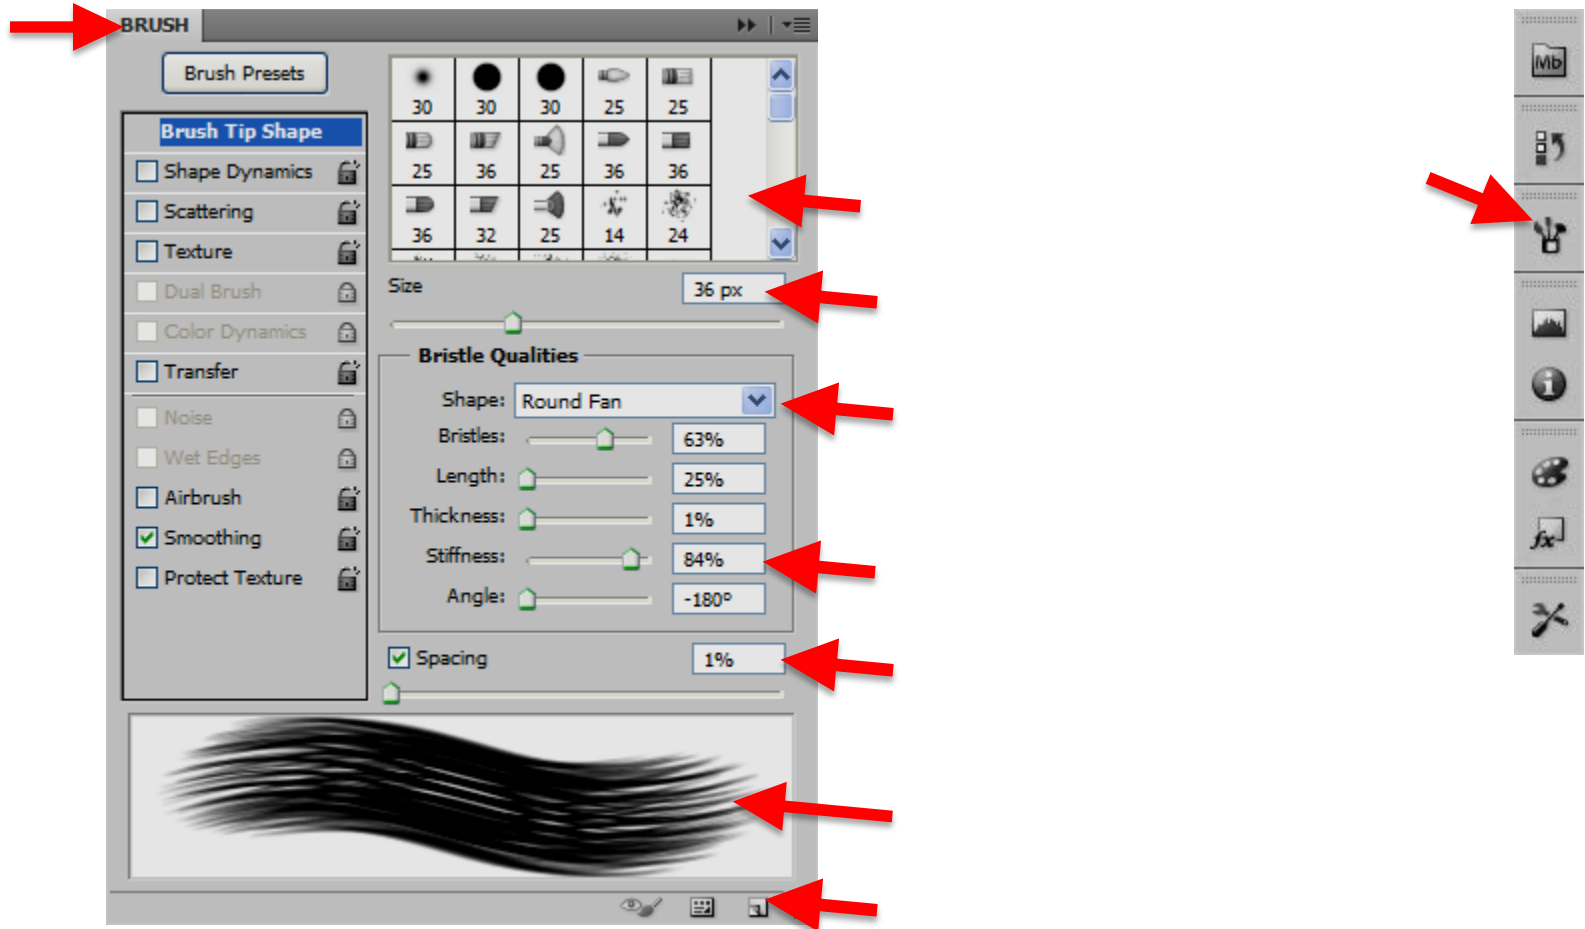 BRUSH
Brush Presets
30 30 30 25 25
25 36 25 36 36
36 32 25 14 24
Brush Tip Shape
Shape Dynamics
Scattering
Texture
Dual Brush
Color Dynamics
Transfer
Noise
Wet Edges
Airbrush
Smoothing
Protect Texture
Size 36 px
Bristle Qualities
Shape: Round Fan
Bristles: 63%
Length: 25%
Thickness: 1%
Stiffness: 84%
Angle: -180º
Spacing 1%
Mb
fx